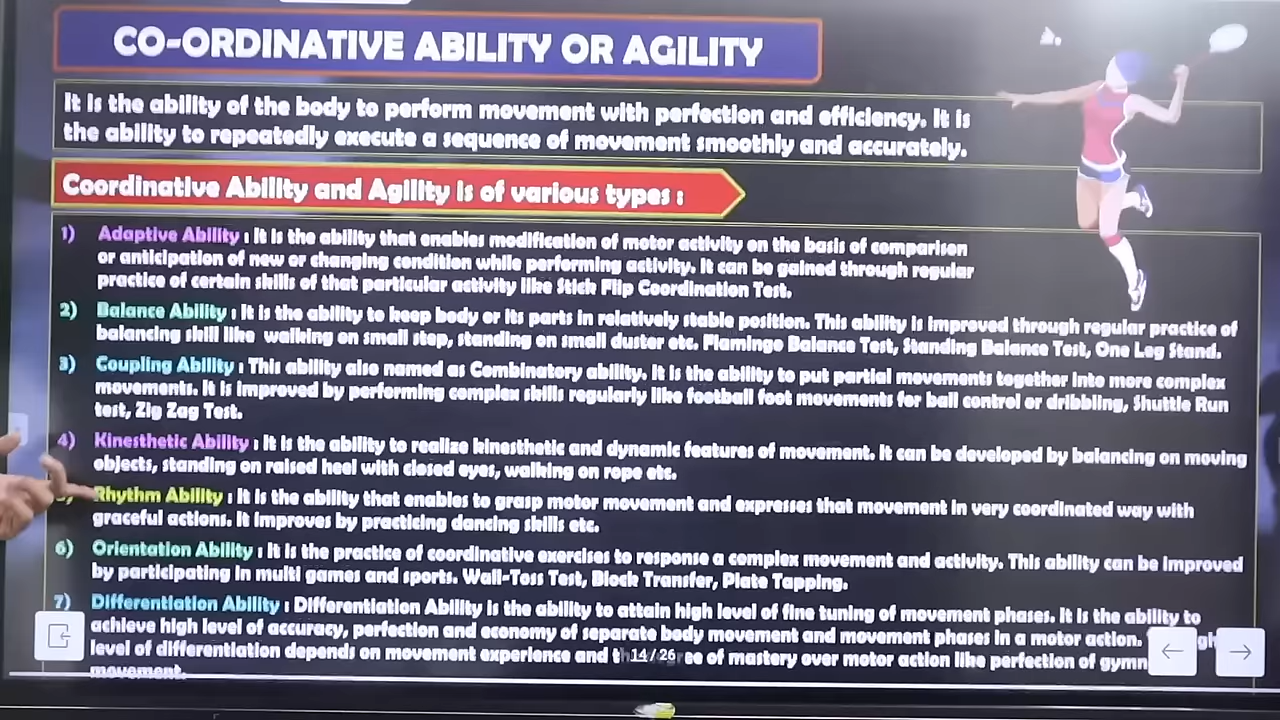 CO-ORDINATIVE ABILITY OR AGILITY
It is the ability of the body to perform movement with perfection and efficiency. It is
the ability to repeatedly execute a sequence of movement smoothly and accurately.
Coordinative Ability and Agility is of various types :
1) Adaptive Ability : It is the ability that enables modification of motor activity on the basis of comparison
or anticipation of new or changing condition while performing activity. It can be gained through regular
practice of certain skills of that particular activity like Stick Flip Coordination Test.
2) Balance Ability : It is the ability to keep body or its parts in relatively stable position. This ability is improved through regular practice of
balancing skill like walking on small step, standing on small duster etc. Flamingo Balance Test, Standing Balance Test, One Leg Stand.
3) Coupling Ability : This ability also named as Combinatory ability. It is the ability to put partial movements together into more complex
movements. It is improved by performing complex skills regularly like football foot movements for ball control or dribbling, Shuttle Run
test, Zig Zag Test.
4) Kinesthetic Ability : It is the ability to realize kinesthetic and dynamic features of movement. It can be developed by balancing on moving
objects, standing on raised heel with closed eyes, walking on rope etc.
Rhythm Ability : It is the ability that enables to grasp motor movement and expresses that movement in very coordinated way with
graceful actions. It improves by practicing dancing skills etc.
6) Orientation Ability : It is the practice of coordinative exercises to response a complex movement and activity. This ability can be improved
by participating in multi games and sports. Wall-Toss Test, Block Transfer, Plate Tapping.
7) Differentiation Ability : Differentiation Ability is the ability to attain high level of fine tuning of movement phases. It is the ability to
achieve high level of accuracy, perfection and economy of separate body movement and movement phases in a motor action.
level of differentiation depends on movement experience and 14 / 26 of mastery over motor action like perfection of
movement.